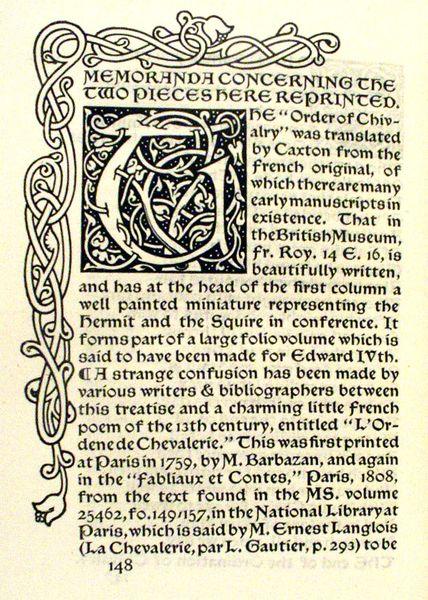 MEMORANDA CONCERNING THE
TWO PIECES HERE REPRINTED.
THE "Order of Chiv-
alry" was translated
by Caxton from the
French original, of
which there are many
early manuscripts in
existence. That in
the British Museum,
fr. Roy. 14 E. 16, is
beautifully written,
and has at the head of the first column a
well painted miniature representing the
Hermit and the Squire in conference. It
forms part of a large folio volume which is
said to have been made for Edward IVth.
¶ A strange confusion has been made by
various writers & bibliographers between
this treatise and a charming little French
poem of the 13th century, entitled "L'Or-
dene de Chevalerie." This was first printed
at Paris in 1759, by M. Barbazan, and again
in the "Fabliaux et Contes," Paris, 1808,
from the text found in the MS. volume
25462, fo. 149/157, in the National Library at
Paris, which is said by M. Ernest Langlois
(La Chevalerie, par L. Gautier, p. 293) to be
148